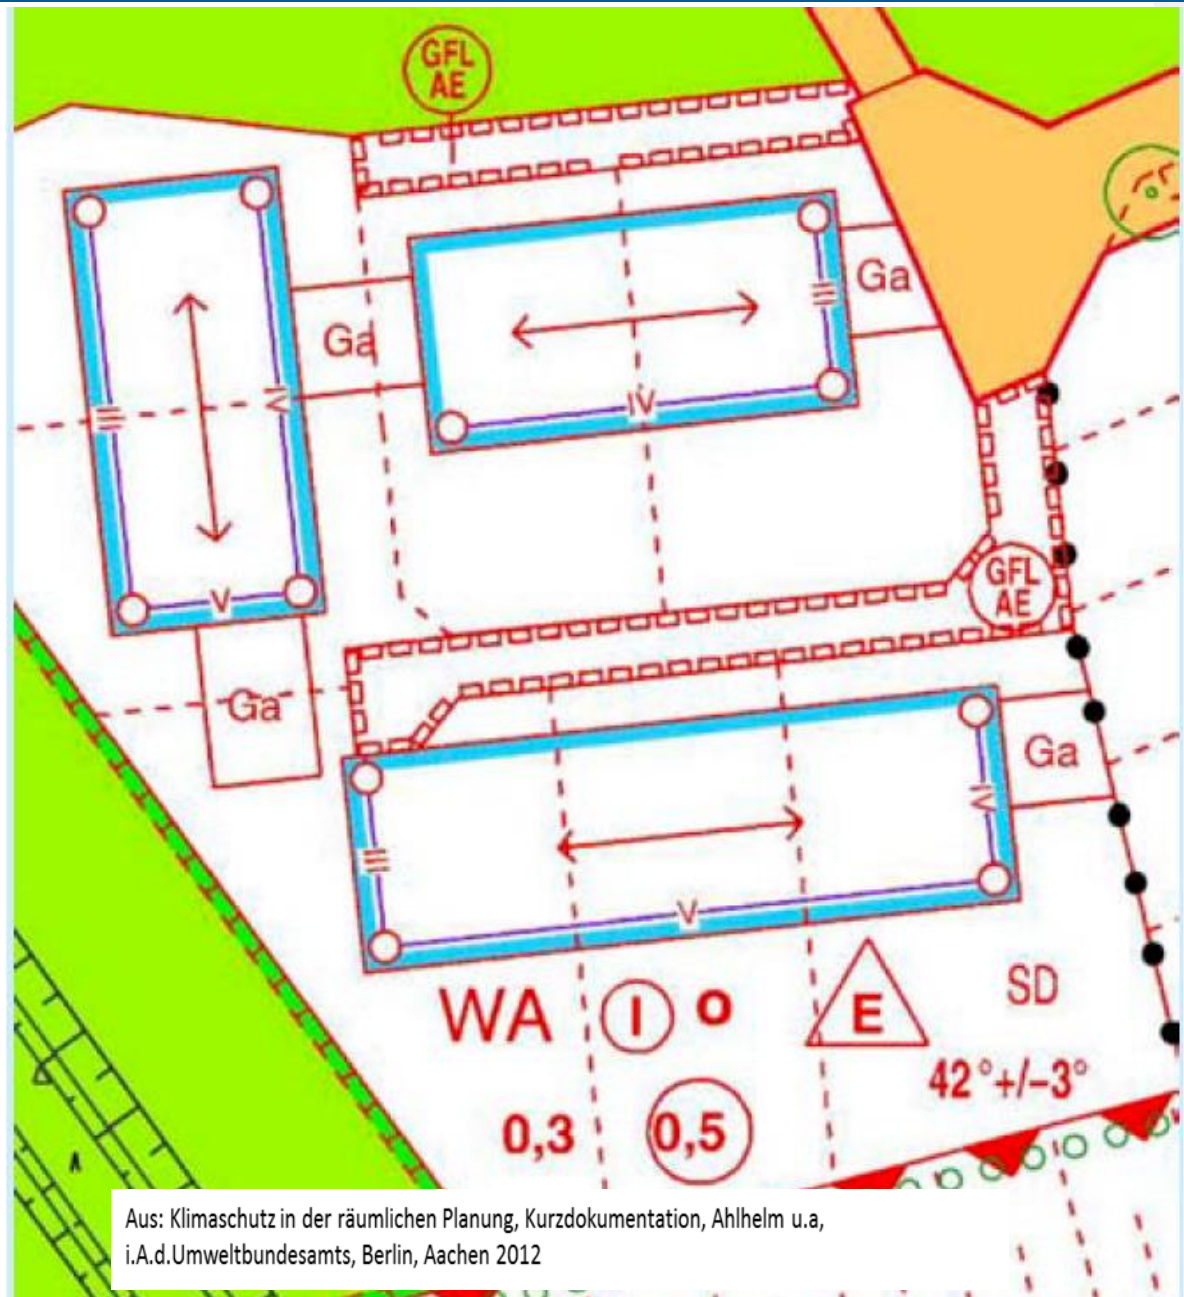 GFL
AE
Ga
Ga
III
IV
III
IV
V
GFL
AE
Ga
Ga
III
IV
V
WA I o E SD
42°+/-3°
0,3 0,5
Aus: Klimaschutz in der räumlichen Planung, Kurzdokumentation, Ahlhelm u.a,
i.A.d.Umweltbundesamts, Berlin, Aachen 2012